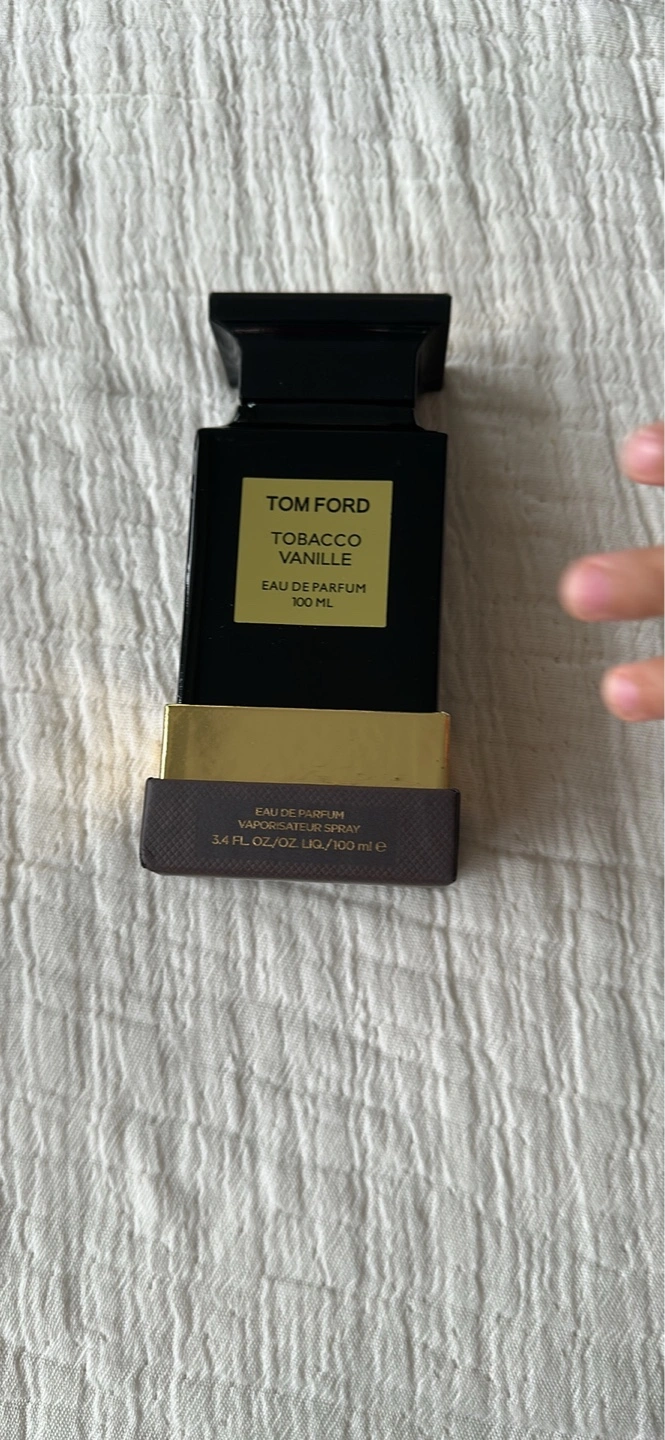 TOM FORD
TOBACCO
VANILLE
EAU DE PARFUM
100 ML
EAU DE PARFUM
VAPORISATEUR SPRAY
3.4 FL. OZ./OZ. LIQ./100 ml ℮